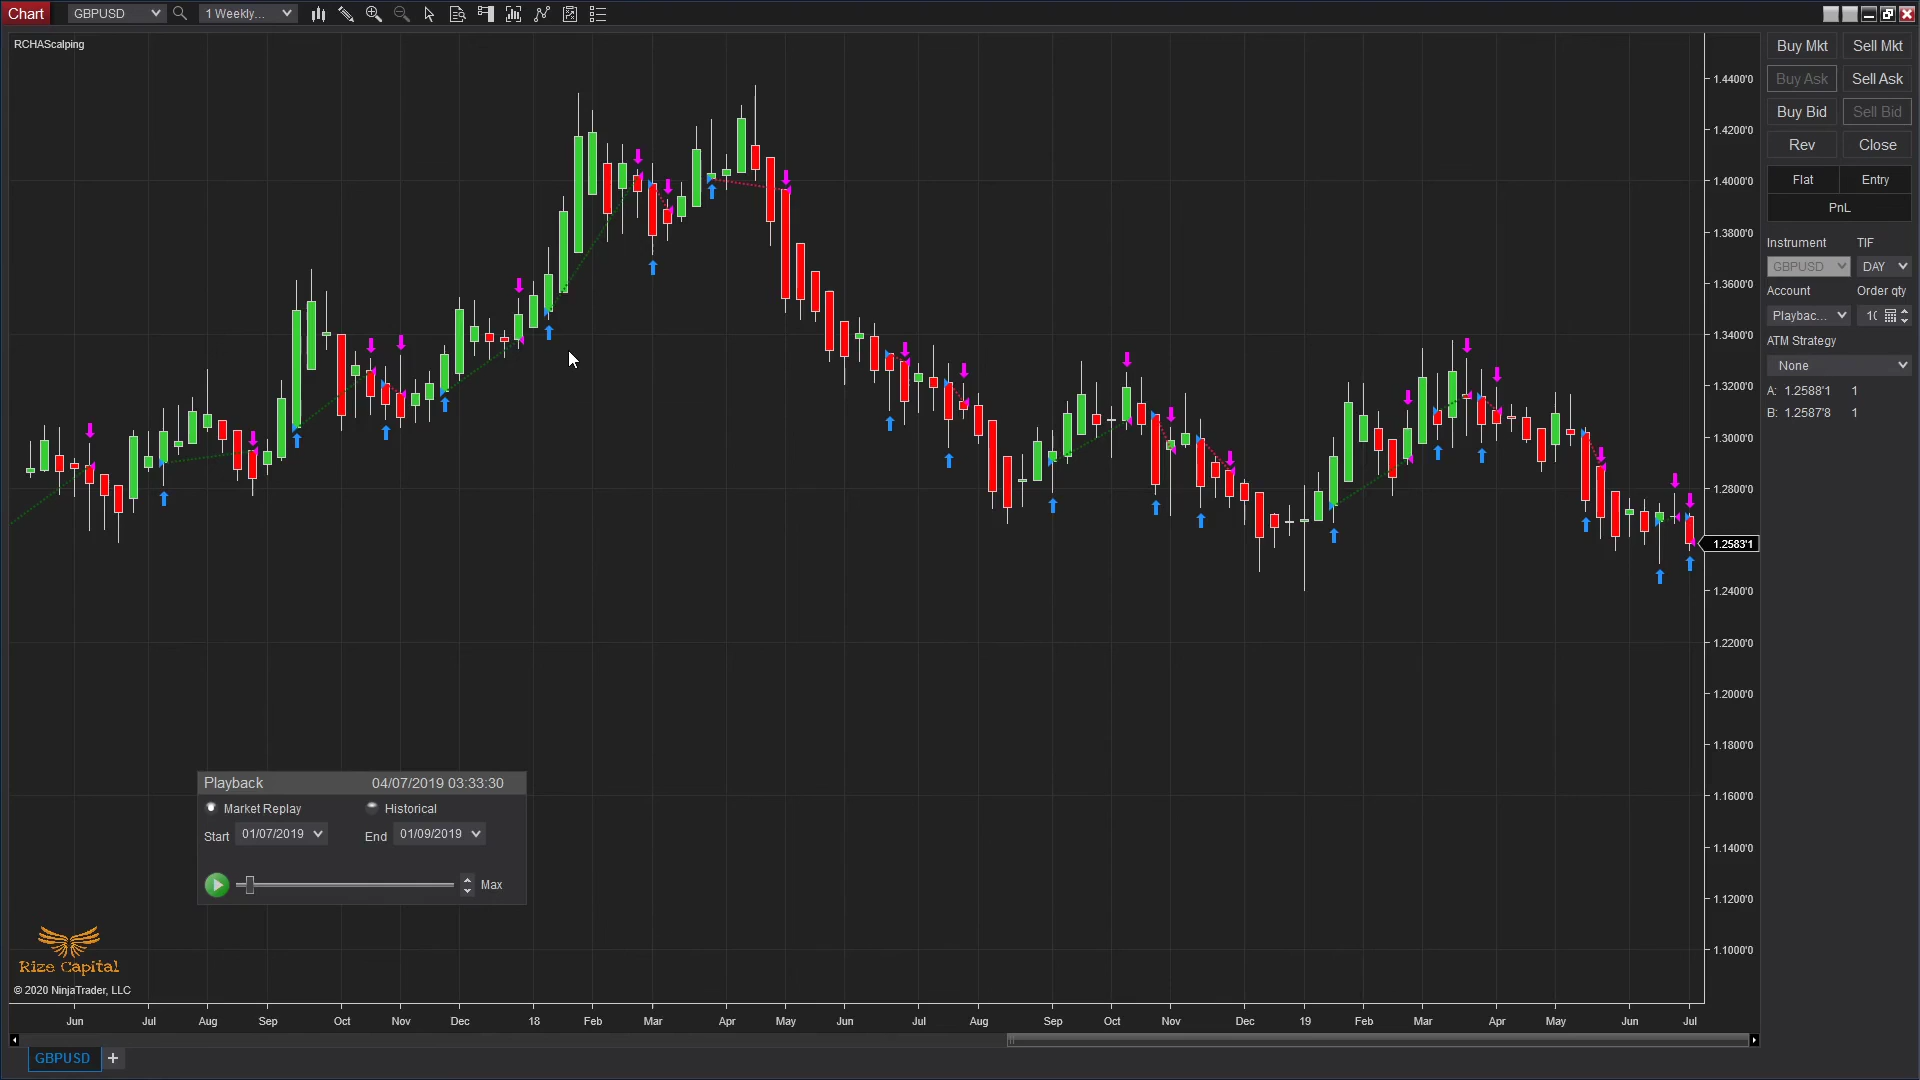 Chart GBPUSD 1 Weekly...
RCHAScalping
1.4400'0
1.4200'0
1.4000'0
1.3800'0
1.3600'0
1.3400'0
1.3200'0
1.3000'0
1.2800'0
1.2583'1
1.2400'0
1.2200'0
1.2000'0
1.1800'0
1.1600'0
1.1400'0
1.1200'0
1.1000'0
Buy Mkt Sell Mkt
Buy Ask Sell Ask
Buy Bid Sell Bid
Rev Close
Flat Entry
PnL
Instrument TIF
GBPUSD DAY
Account Order qty
Playbac...
ATM Strategy
None
A: 1.2588'1 1
B: 1.2587'8 1
Playback 04/07/2019 03:33:30
Market Replay Historical
Start 01/07/2019 End 01/09/2019
Max
Rize Capital
© 2020 NinjaTrader, LLC
Jun Jul Aug Sep Oct Nov Dec 18 Feb Mar Apr May Jun Jul Aug Sep Oct Nov Dec 19 Feb Mar Apr May Jun Jul
GBPUSD +